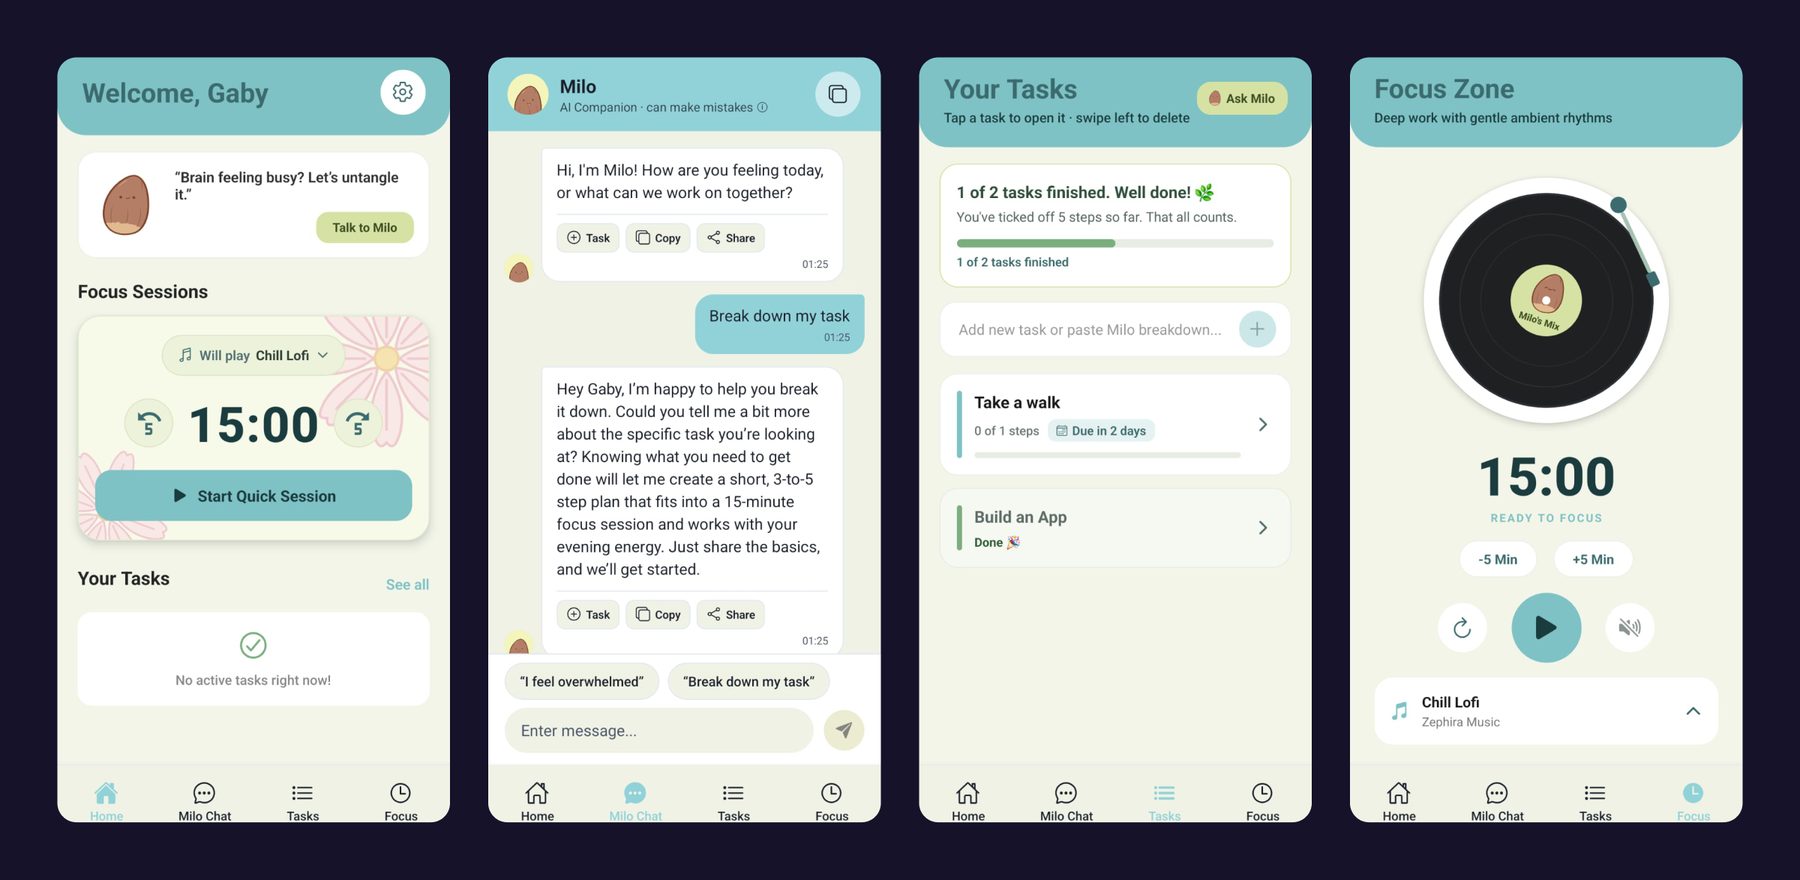 Welcome, Gaby
“Brain feeling busy? Let’s untangle
it.”
Talk to Milo
Focus Sessions
Will play Chill Lofi
5
15:00
5
Start Quick Session
Your Tasks
See all
No active tasks right now!
Home
Milo Chat
Tasks
Focus
Milo
AI Companion · can make mistakes
Hi, I'm Milo! How are you feeling today,
or what can we work on together?
Task
Copy
Share
01:25
Break down my task
01:25
Hey Gaby, I’m happy to help you break
it down. Could you tell me a bit more
about the specific task you’re looking
at? Knowing what you need to get
done will let me create a short, 3-to-5
step plan that fits into a 15-minute
focus session and works with your
evening energy. Just share the basics,
and we’ll get started.
Task
Copy
Share
01:25
“I feel overwhelmed”
“Break down my task”
Enter message...
Home
Milo Chat
Tasks
Focus
Your Tasks
Tap a task to open it · swipe left to delete
Ask Milo
1 of 2 tasks finished. Well done! 🌿
You've ticked off 5 steps so far. That all counts.
1 of 2 tasks finished
Add new task or paste Milo breakdown...
Take a walk
0 of 1 steps
Due in 2 days
Build an App
Done 🎉
Home
Milo Chat
Tasks
Focus
Focus Zone
Deep work with gentle ambient rhythms
Milo's Mix
15:00
READY TO FOCUS
-5 Min
+5 Min
Chill Lofi
Zephira Music
Home
Milo Chat
Tasks
Focus